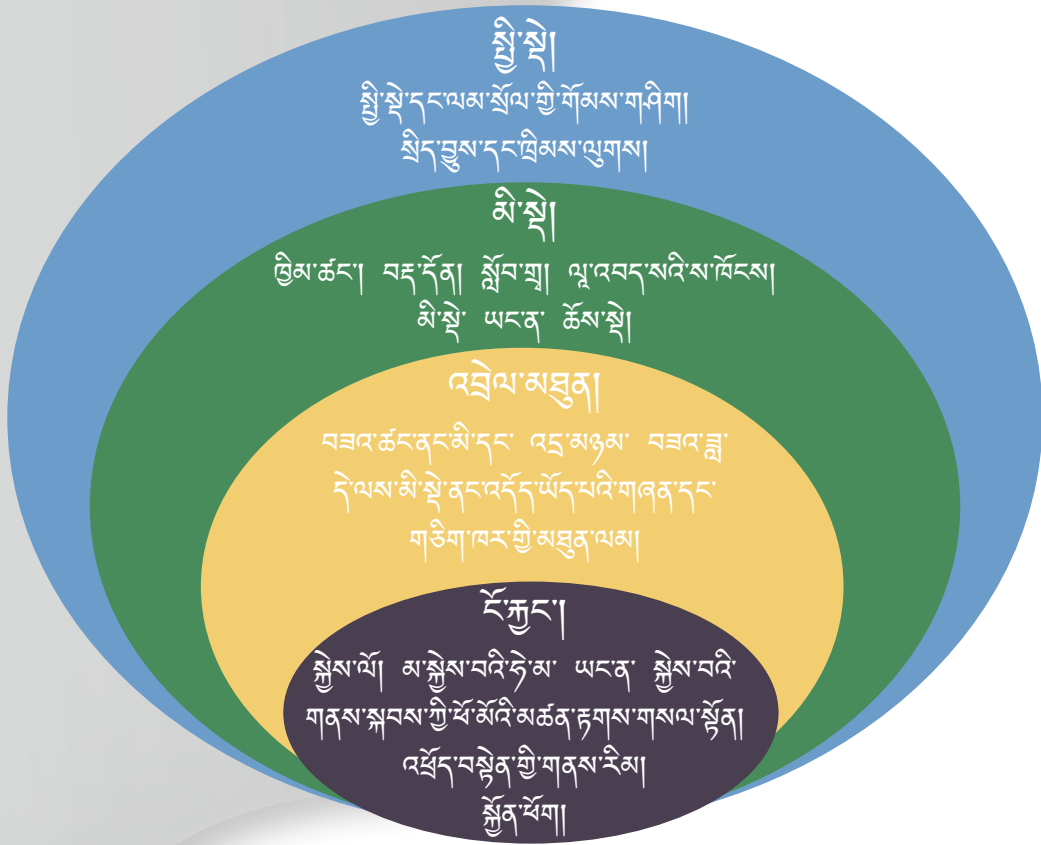 སྤྱི་སྡེ།
སྤྱི་སྡེ་དང་ལམ་སྲོལ་གྱི་གོམས་གཤིག།
སྲིད་བྱུས་དང་ཁྲིམས་ལུགས།
མི་སྡེ།
ཁྱིམ་ཚང་། བརྡ་དོན། སློབ་གྲྭ། ལཱ་འབད་སའི་ས་ཁོངས།
མི་སྡེ་ ཡང་ན་ ཆོས་སྡེ།
འབྲེལ་མཐུན།
བཟའ་ཚང་ནང་མི་དང་ འདྲ་མཉམ་ བཟའ་ཟླ་
དེ་ལས་མི་སྡེ་ནང་འདོད་ཡོད་པའི་གཞན་དང་
གཅིག་ཁར་གྱི་མཐུན་ལམ།
ངོ་རྐྱང་།
སྐྱེས་ལོ། མ་སྐྱེས་བའི་ཧེ་མ་ ཡང་ན་ སྐྱེས་བའི་
གནས་སྐབས་ཀྱི་ཕོ་མོའི་མཚན་རྟགས་གསལ་སྟོན།
འཕྲོད་བསྟེན་གྱི་གནས་རིམ།
སྐྱོན་ཕོག།